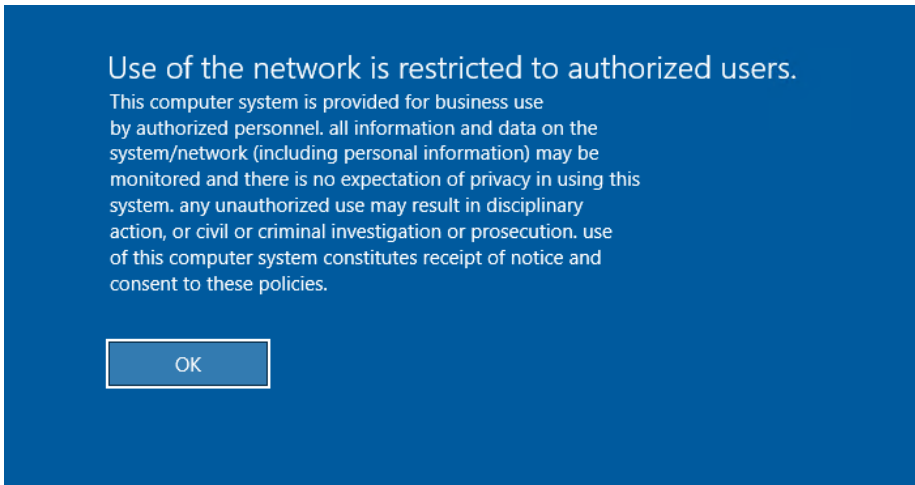 Use of the network is restricted to authorized users.
This computer system is provided for business use
by authorized personnel. all information and data on the
system/network (including personal information) may be
monitored and there is no expectation of privacy in using this
system. any unauthorized use may result in disciplinary
action, or civil or criminal investigation or prosecution. use
of this computer system constitutes receipt of notice and
consent to these policies.
OK